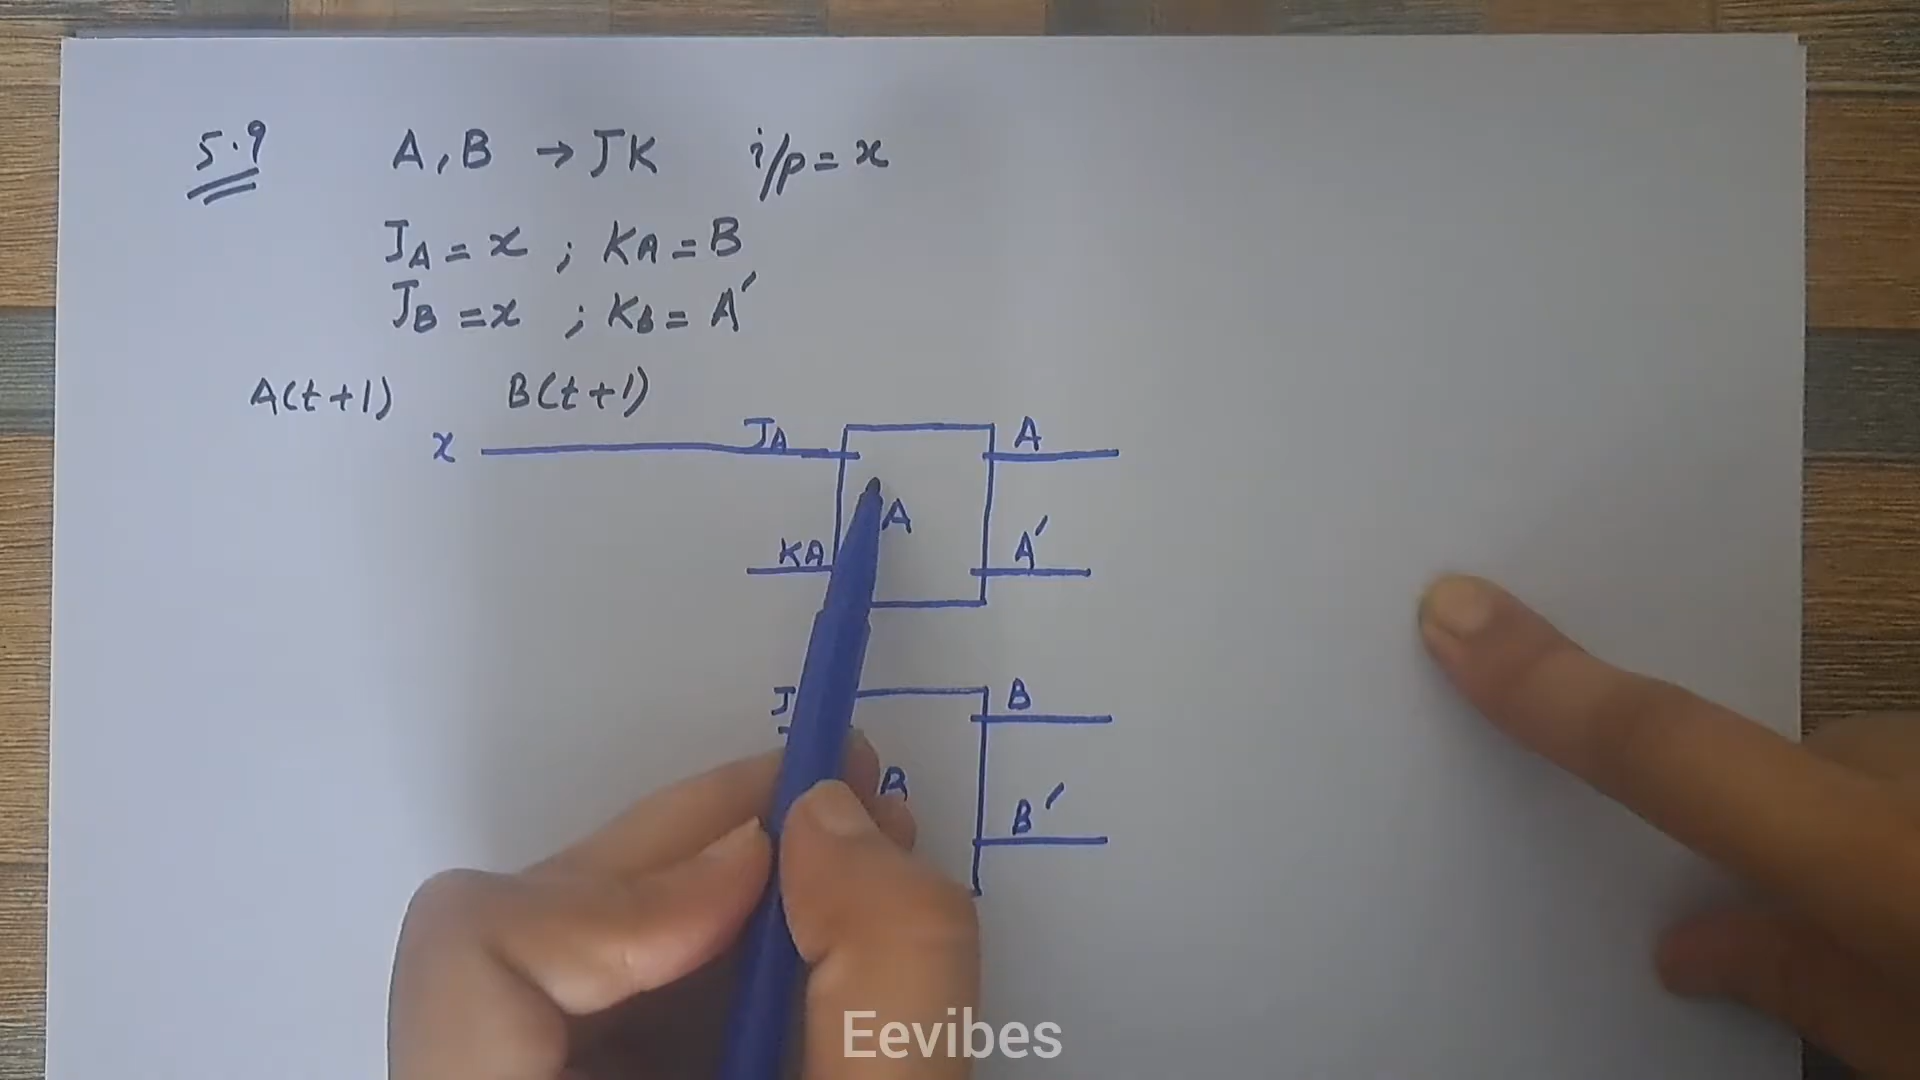 5.9 A,B → JK i/p = x
JA = x ; KA = B
JB = x ; KB = A'
A(t+1) B(t+1)
x JA A
A
KA A'
J B
B
B'
Eevibes